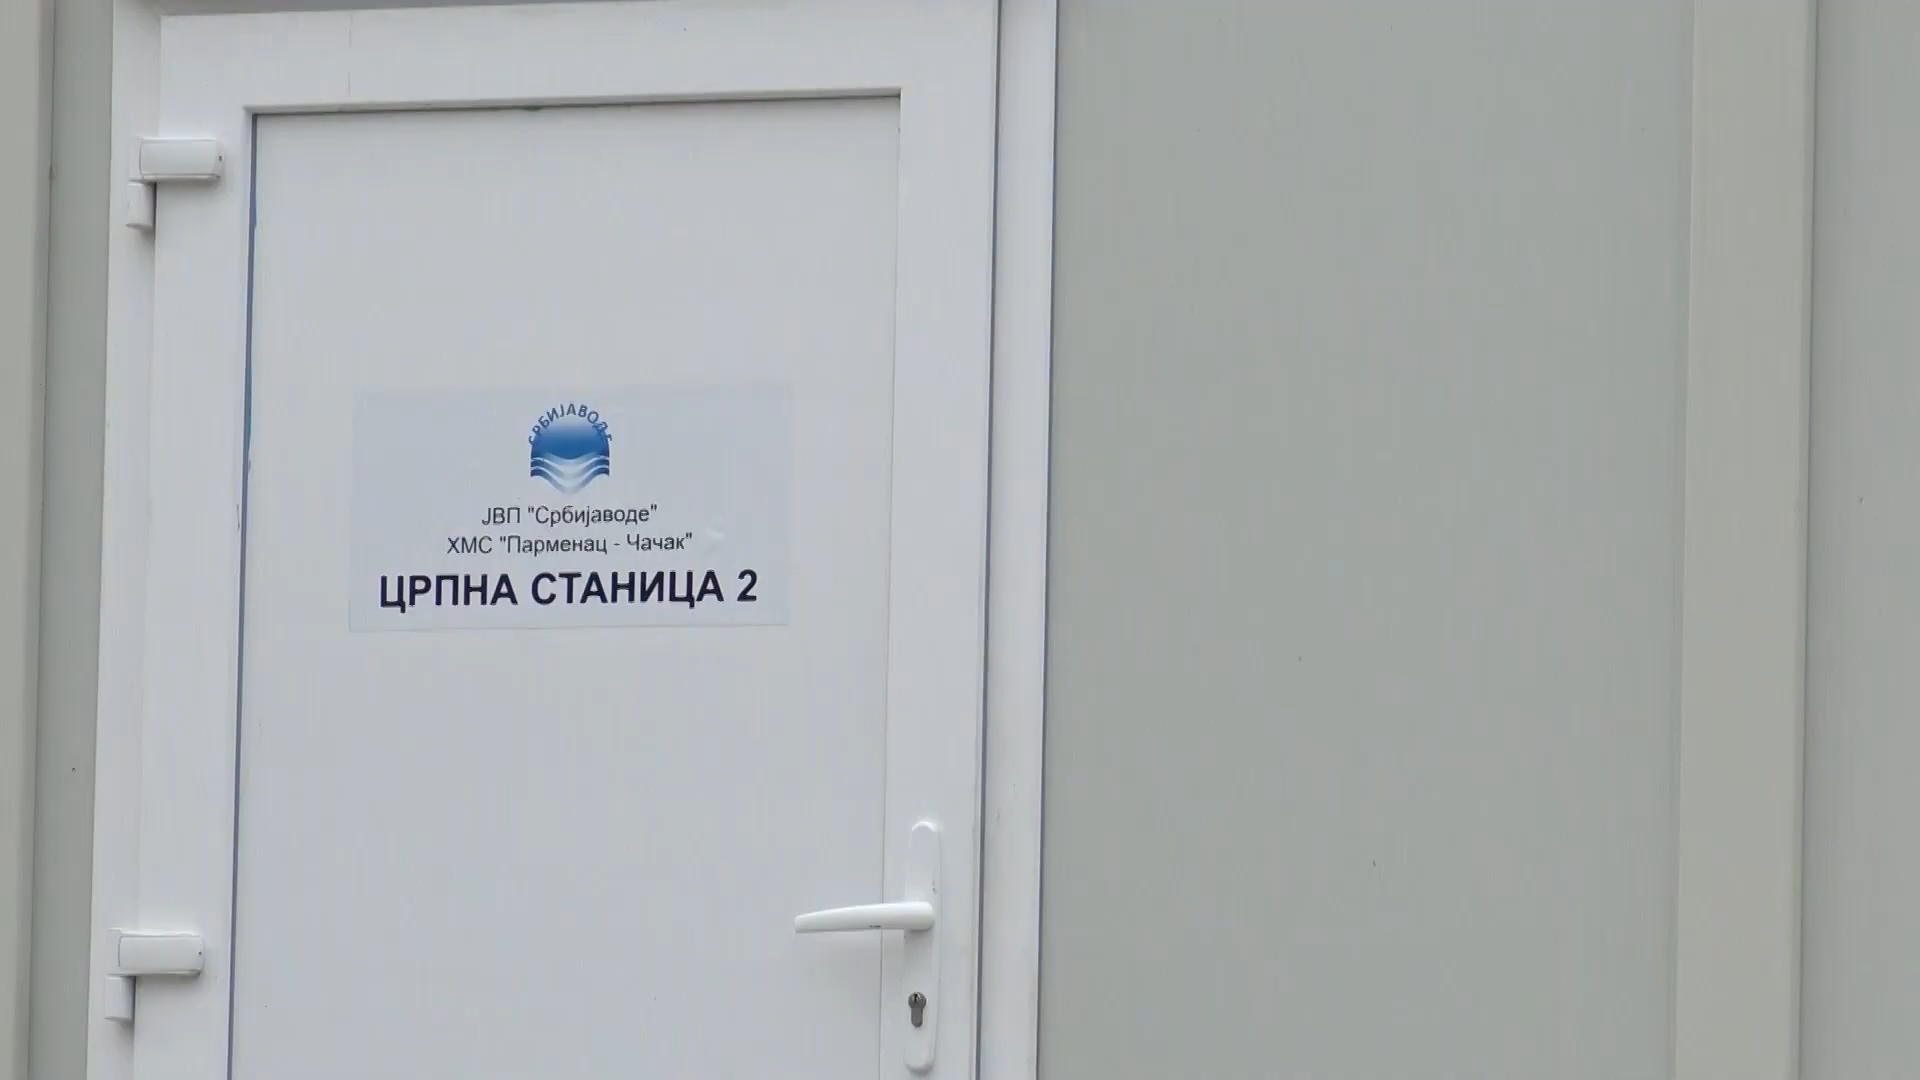 СРБИЈАВОДЕ
ЈВП "Србијаводе"
ХМС "Парменац - Чачак"
ЦРПНА СТАНИЦА 2